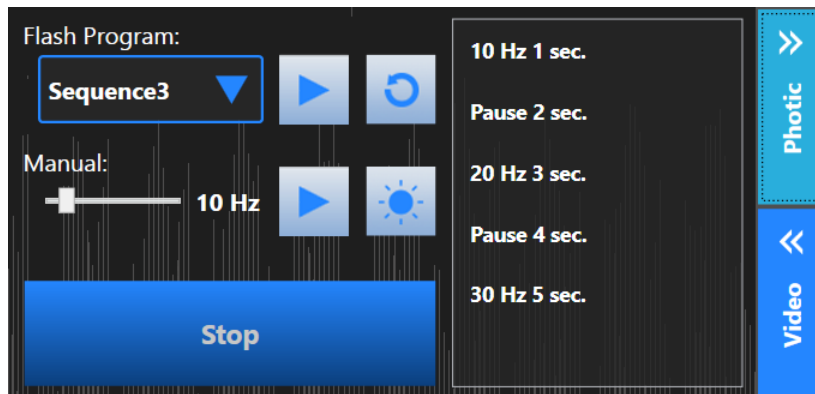 Flash Program:
Sequence3
Manual:
10 Hz
Stop
10 Hz 1 sec.
Pause 2 sec.
20 Hz 3 sec.
Pause 4 sec.
30 Hz 5 sec.
Photic
Video